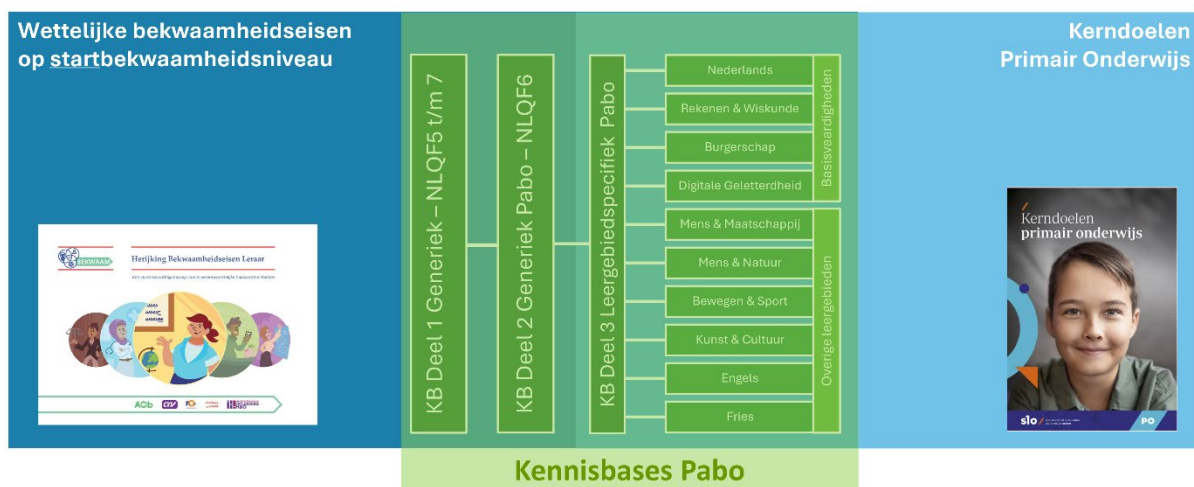 Wettelijke bekwaamheidseisen
op startbekwaamheidsniveau
Kerndoelen
Primair Onderwijs
KB Deel 1 Generiek – NLQF5 t/m 7
KB Deel 2 Generiek Pabo – NLQF6
KB Deel 3 Leergebiedspecifiek Pabo
Nederlands
Rekenen & Wiskunde
Burgerschap
Digitale Geletterdheid
Basisvaardigheden
Mens & Maatschappij
Mens & Natuur
Bewegen & Sport
Kunst & Cultuur
Engels
Fries
Overige leergebieden
BEKWAAM
Herijking Bekwaamheidseisen Leraar
AOb
CNV
Kerndoelen
primair onderwijs
slo
PO
Kennisbases Pabo